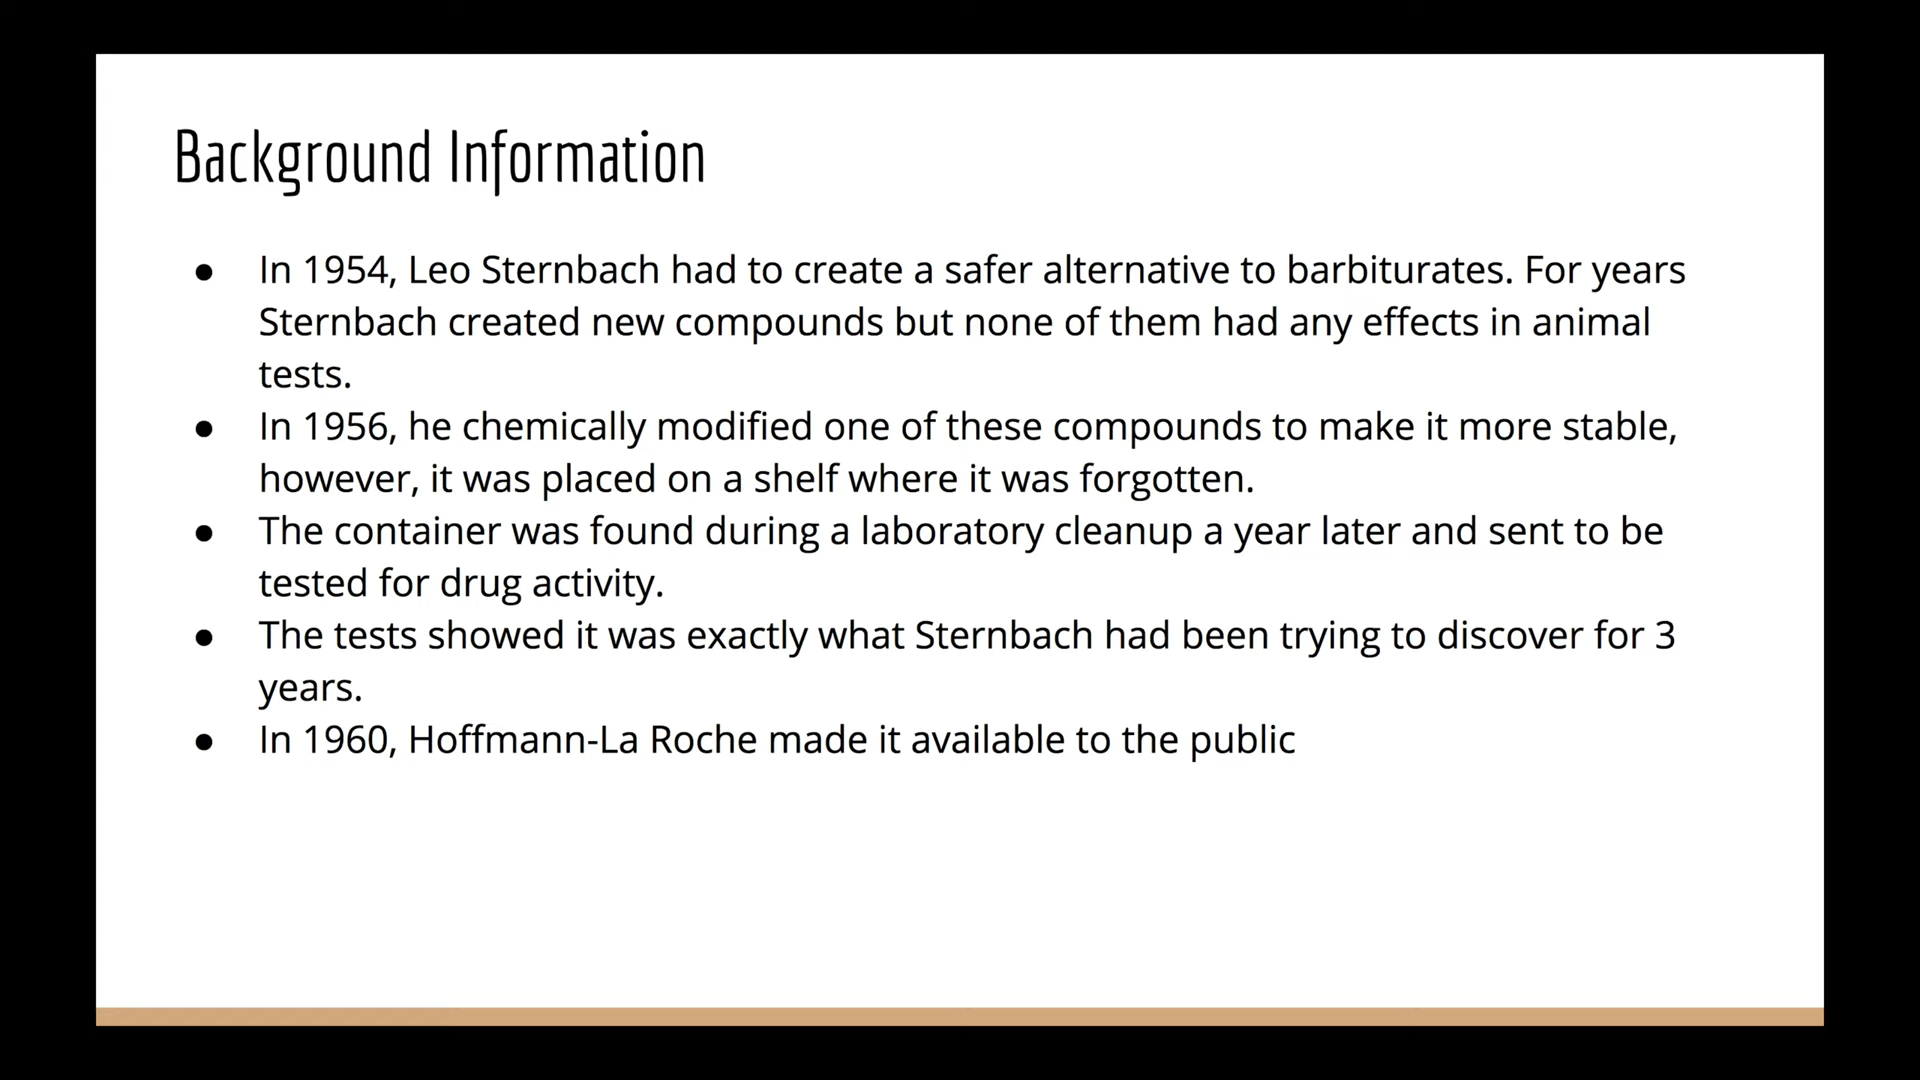 Background Information
● In 1954, Leo Sternbach had to create a safer alternative to barbiturates. For years
Sternbach created new compounds but none of them had any effects in animal
tests.
● In 1956, he chemically modified one of these compounds to make it more stable,
however, it was placed on a shelf where it was forgotten.
● The container was found during a laboratory cleanup a year later and sent to be
tested for drug activity.
● The tests showed it was exactly what Sternbach had been trying to discover for 3
years.
● In 1960, Hoffmann-La Roche made it available to the public